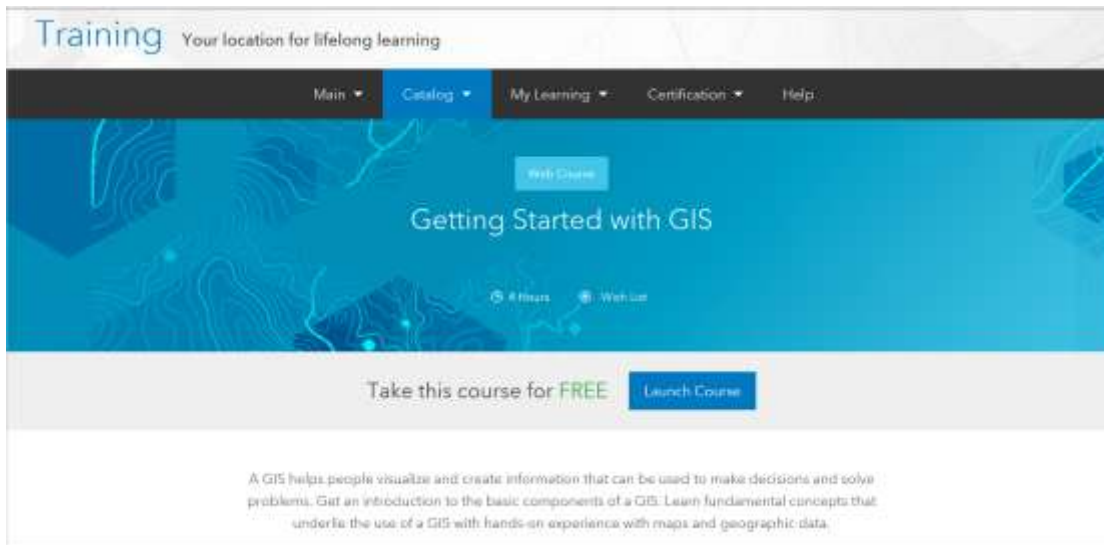 Training Your location for lifelong learning
Main Catalog My Learning Certification Help
Web Course
Getting Started with GIS
4 Hours Wish List
Take this course for FREE Launch Course
A GIS helps people visualize and create information that can be used to make decisions and solve
problems. Get an introduction to the basic components of a GIS. Learn fundamental concepts that
underlie the use of a GIS with hands-on experience with maps and geographic data.